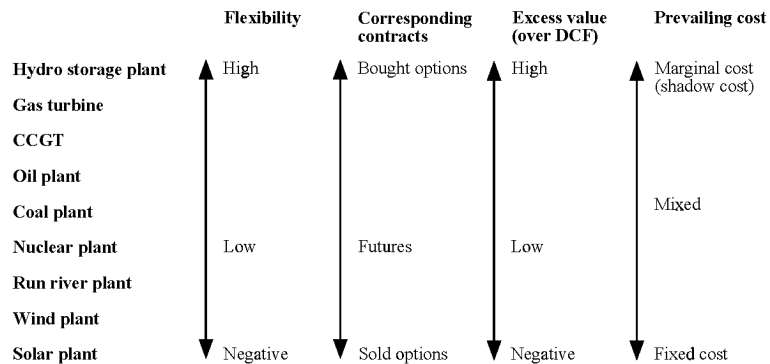 Flexibility Corresponding contracts Excess value (over DCF) Prevailing cost
Hydro storage plant High Bought options High Marginal cost (shadow cost)
Gas turbine
CCGT
Oil plant
Coal plant Mixed
Nuclear plant Low Futures Low
Run river plant
Wind plant
Solar plant Negative Sold options Negative Fixed cost